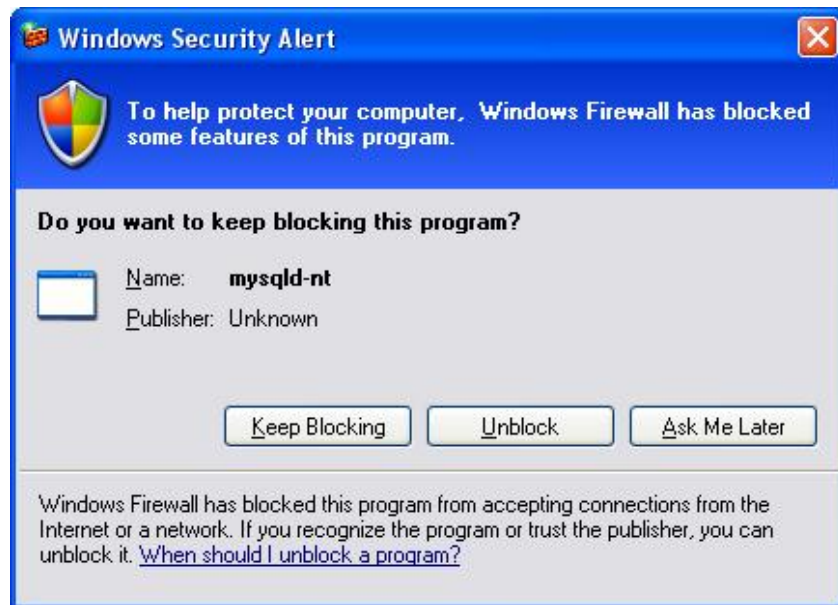 Windows Security Alert
To help protect your computer, Windows Firewall has blocked
some features of this program.
Do you want to keep blocking this program?
Name: mysqld-nt
Publisher: Unknown
Keep Blocking Unblock Ask Me Later
Windows Firewall has blocked this program from accepting connections from the
Internet or a network. If you recognize the program or trust the publisher, you can
unblock it. When should I unblock a program?